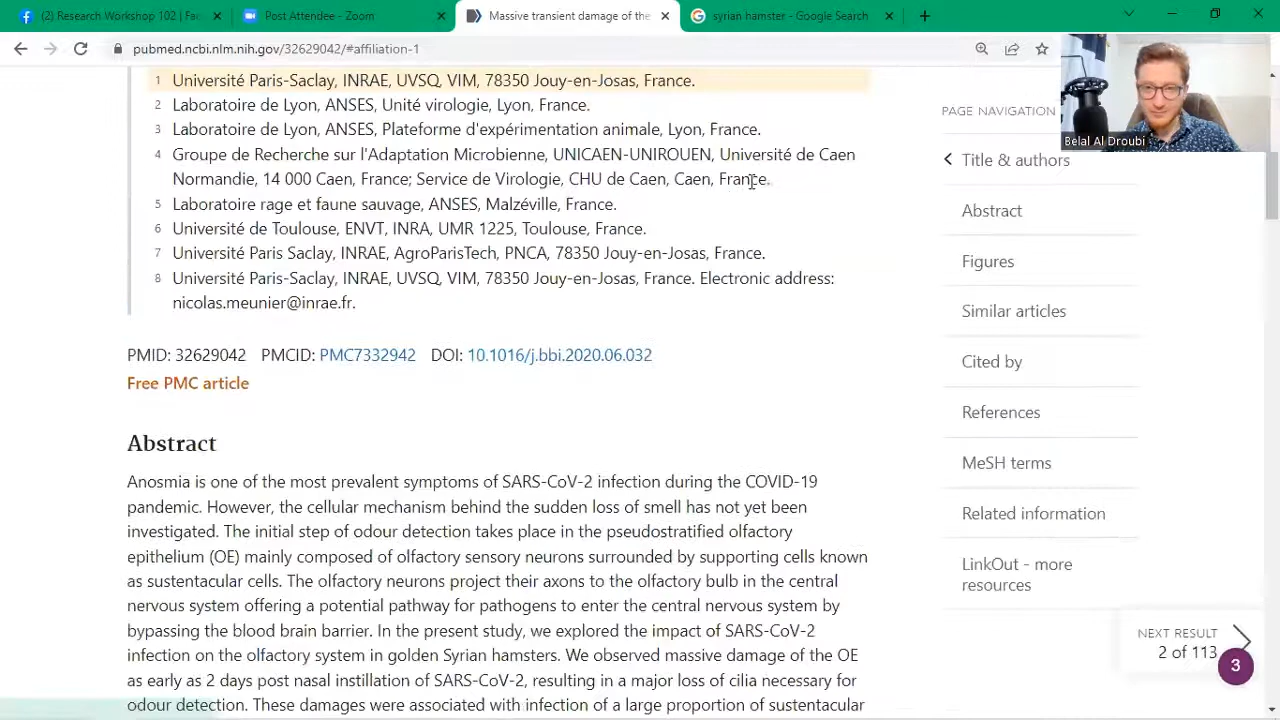 (2) Research Workshop 102 | Fa
Post Attendee - Zoom
Massive transient damage of the
syrian hamster - Google Search
pubmed.ncbi.nlm.nih.gov/32629042/#affiliation-1
1 Université Paris-Saclay, INRAE, UVSQ, VIM, 78350 Jouy-en-Josas, France.
2 Laboratoire de Lyon, ANSES, Unité virologie, Lyon, France.
3 Laboratoire de Lyon, ANSES, Plateforme d'expérimentation animale, Lyon, France.
4 Groupe de Recherche sur l'Adaptation Microbienne, UNICAEN-UNIROUEN, Université de Caen
Normandie, 14 000 Caen, France; Service de Virologie, CHU de Caen, Caen, France.
5 Laboratoire rage et faune sauvage, ANSES, Malzéville, France.
6 Université de Toulouse, ENVT, INRA, UMR 1225, Toulouse, France.
7 Université Paris Saclay, INRAE, AgroParisTech, PNCA, 78350 Jouy-en-Josas, France.
8 Université Paris-Saclay, INRAE, UVSQ, VIM, 78350 Jouy-en-Josas, France. Electronic address:
nicolas.meunier@inrae.fr.
PMID: 32629042 PMCID: PMC7332942 DOI: 10.1016/j.bbi.2020.06.032
Free PMC article
Abstract
Anosmia is one of the most prevalent symptoms of SARS-CoV-2 infection during the COVID-19
pandemic. However, the cellular mechanism behind the sudden loss of smell has not yet been
investigated. The initial step of odour detection takes place in the pseudostratified olfactory
epithelium (OE) mainly composed of olfactory sensory neurons surrounded by supporting cells known
as sustentacular cells. The olfactory neurons project their axons to the olfactory bulb in the central
nervous system offering a potential pathway for pathogens to enter the central nervous system by
bypassing the blood brain barrier. In the present study, we explored the impact of SARS-CoV-2
infection on the olfactory system in golden Syrian hamsters. We observed massive damage of the OE
as early as 2 days post nasal instillation of SARS-CoV-2, resulting in a major loss of cilia necessary for
odour detection. These damages were associated with infection of a large proportion of sustentacular
Belal Al Droubi
PAGE NAVIGATION
Title & authors
Abstract
Figures
Similar articles
Cited by
References
MeSH terms
Related information
LinkOut - more
resources
NEXT RESULT
2 of 113
3